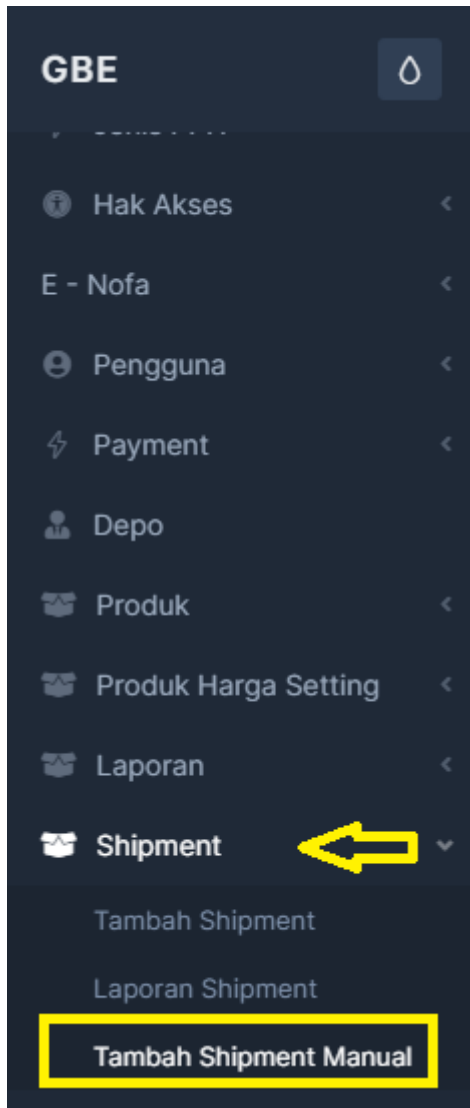 GBE
Hak Akses
E - Nofa
Pengguna
Payment
Depo
Produk
Produk Harga Setting
Laporan
Shipment
Tambah Shipment
Laporan Shipment
Tambah Shipment Manual